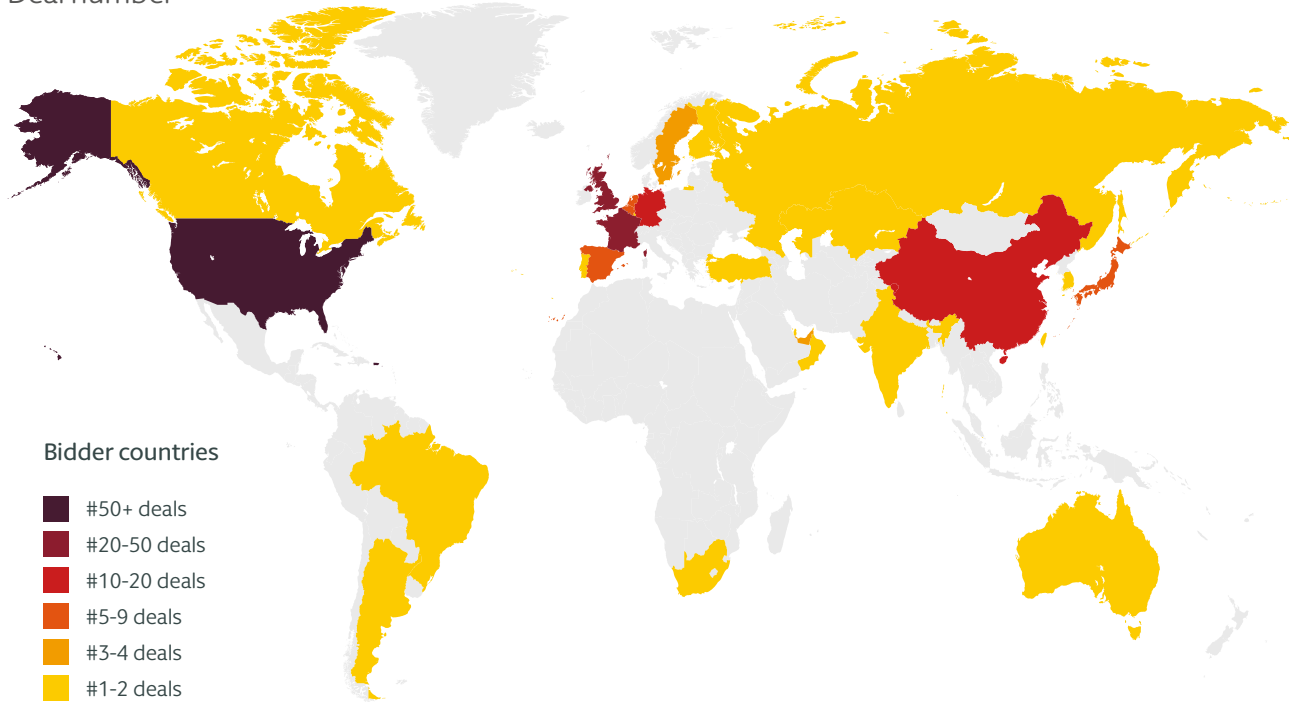 Dealnumber
Bidder countries
#50+ deals
#20-50 deals
#10-20 deals
#5-9 deals
#3-4 deals
#1-2 deals